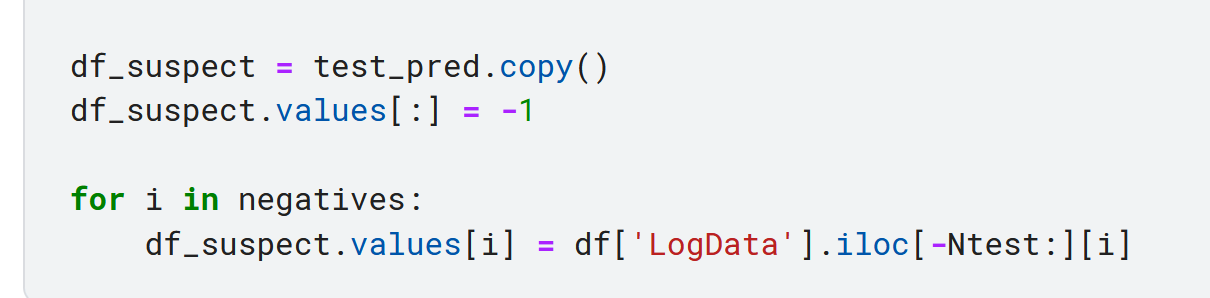 df_suspect = test_pred.copy()
df_suspect.values[:] = -1
for i in negatives:
    df_suspect.values[i] = df['LogData'].iloc[-Ntest:][i]